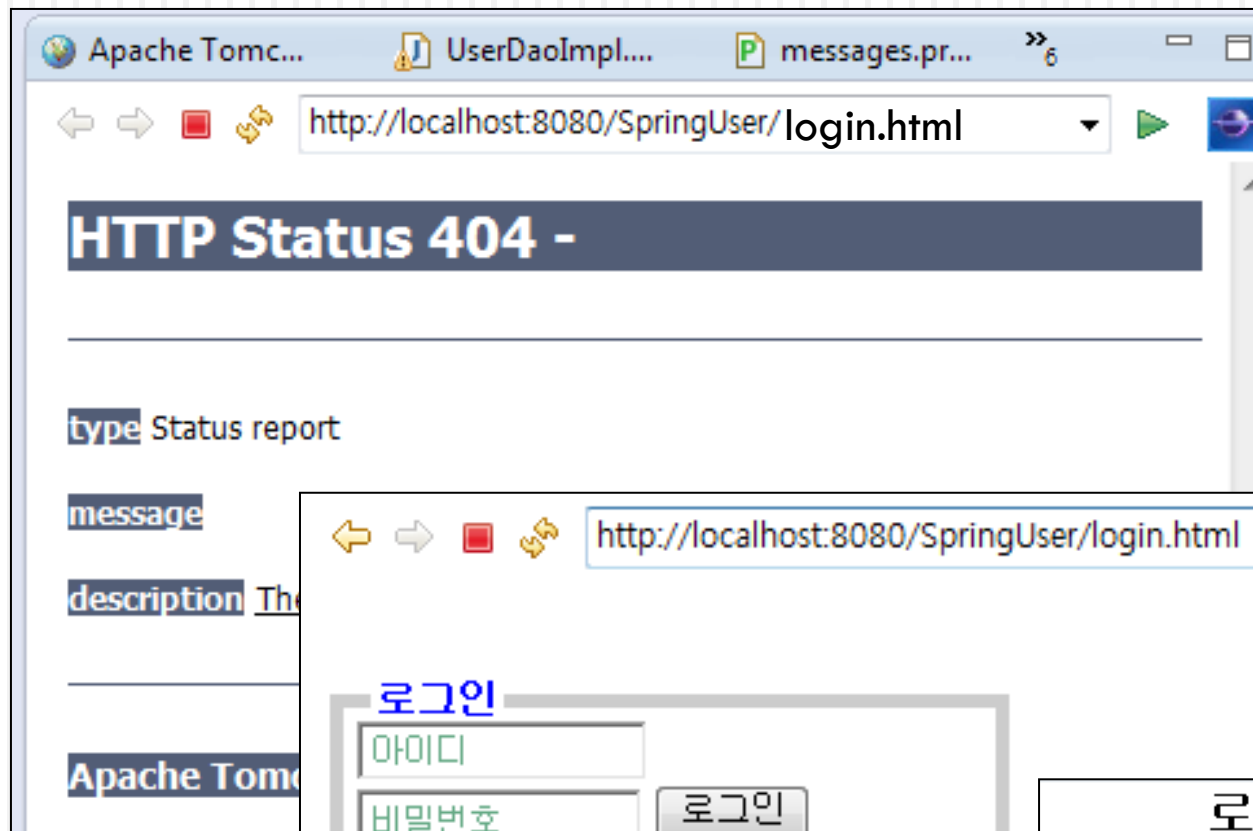 Apache Tomc...
UserDaoImpl....
messages.pr...
»6
http://localhost:8080/SpringUser/login.html
HTTP Status 404 -
type Status report
message
description The
Apache Tomc
http://localhost:8080/SpringUser/login.html
로그인
아이디
비밀번호
로그인
로